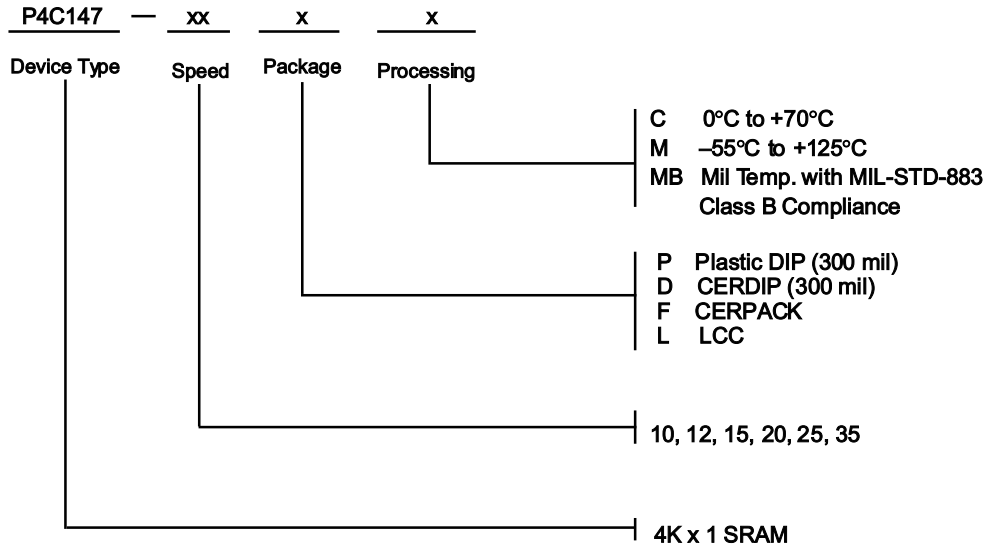 P4C147 — xx x x
Device Type Speed Package Processing
C 0°C to +70°C
M –55°C to +125°C
MB Mil Temp. with MIL-STD-883
Class B Compliance
P Plastic DIP (300 mil)
D CERDIP (300 mil)
F CERPACK
L LCC
10, 12, 15, 20, 25, 35
4K x 1 SRAM